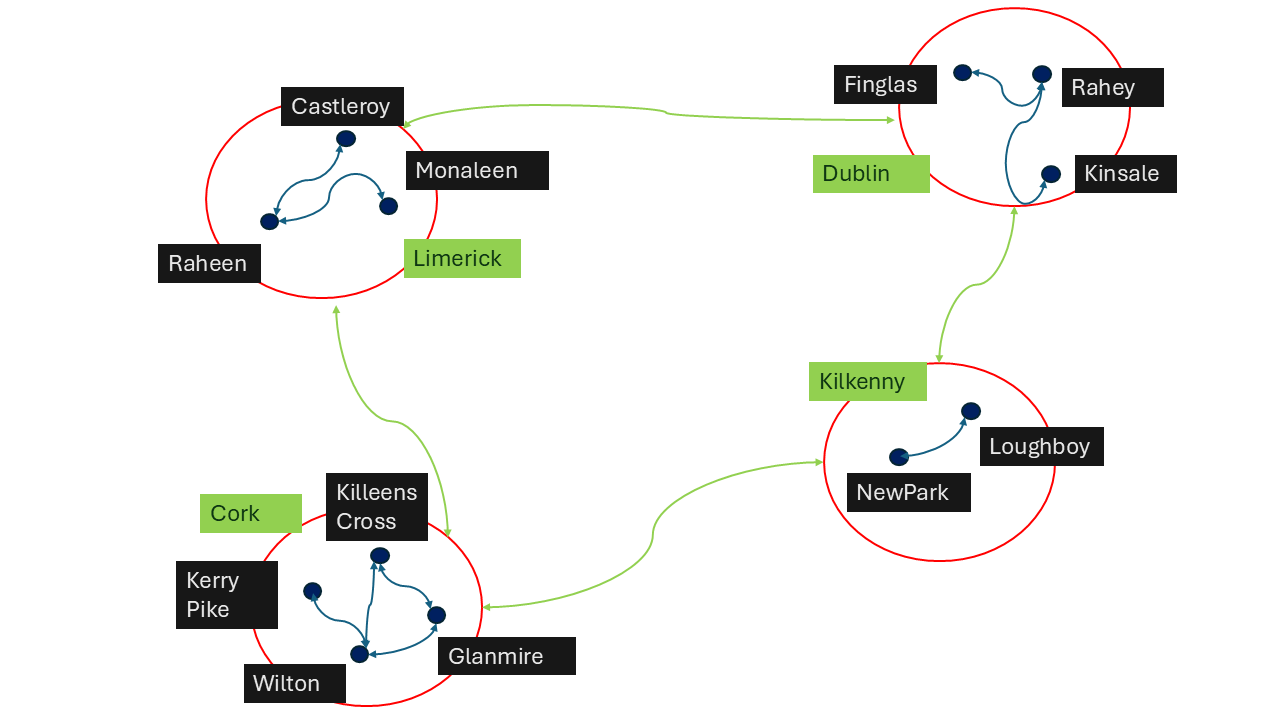 Castleroy
Monaleen
Raheen
Limerick
Finglas
Rahey
Dublin
Kinsale
Kilkenny
Loughboy
NewPark
Cork
Killeens
Cross
Kerry
Pike
Glanmire
Wilton